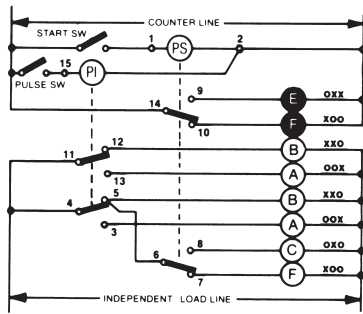 COUNTER LINE
START SW
1
PS
2
PULSE SW
15
PI
9
E
OXX
14
10
F
XOO
12
B
XXO
11
13
A
OOX
5
B
XXO
4
3
A
OOX
8
C
OXO
6
7
F
XOO
INDEPENDENT LOAD LINE